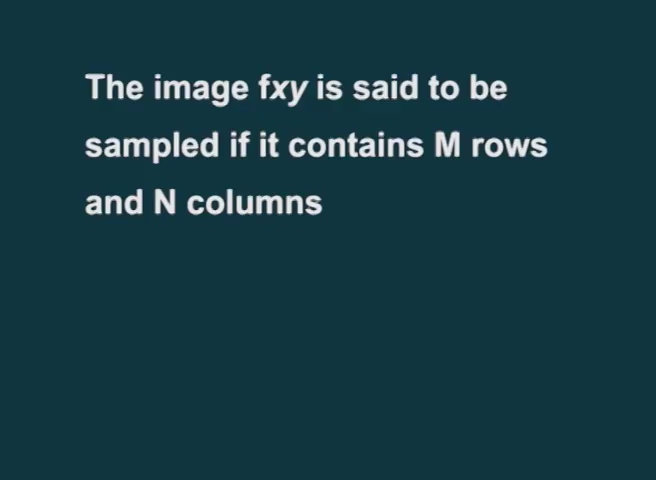 The image fxy is said to be
sampled if it contains M rows
and N columns